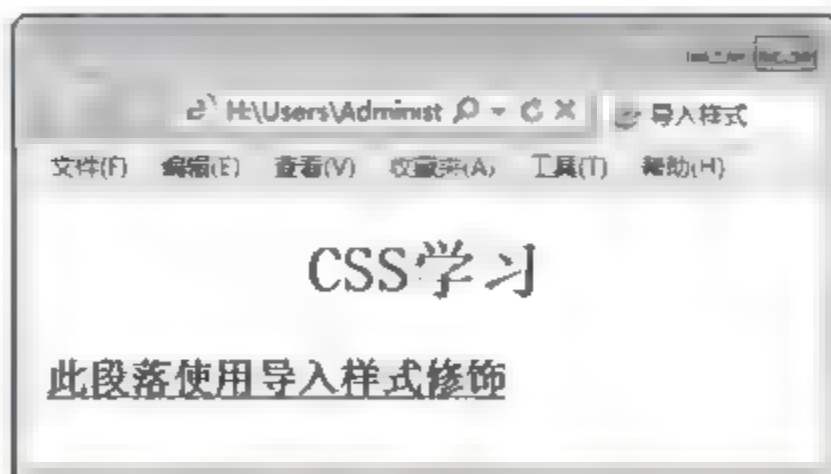 H:\Users\Administ
导入样式
文件(F) 编辑(E) 查看(V) 收藏夹(A) 工具(T) 帮助(H)
CSS学习
此段落使用导入样式修饰